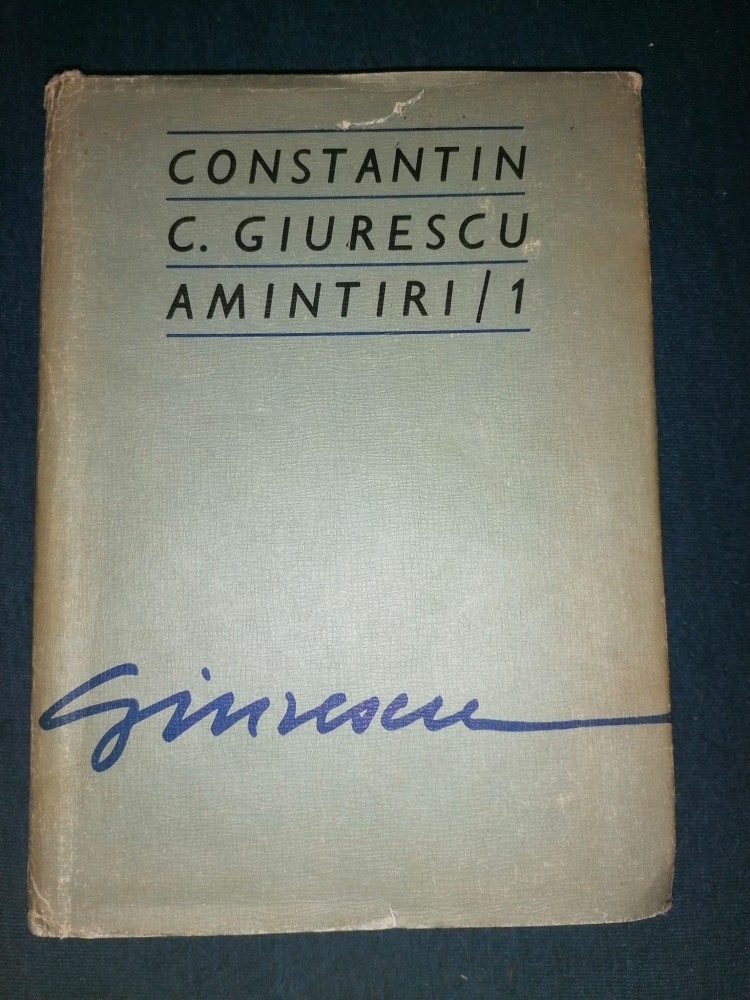 CONSTANTIN
C. GIURESCU
AMINTIRI / 1
Giurescu